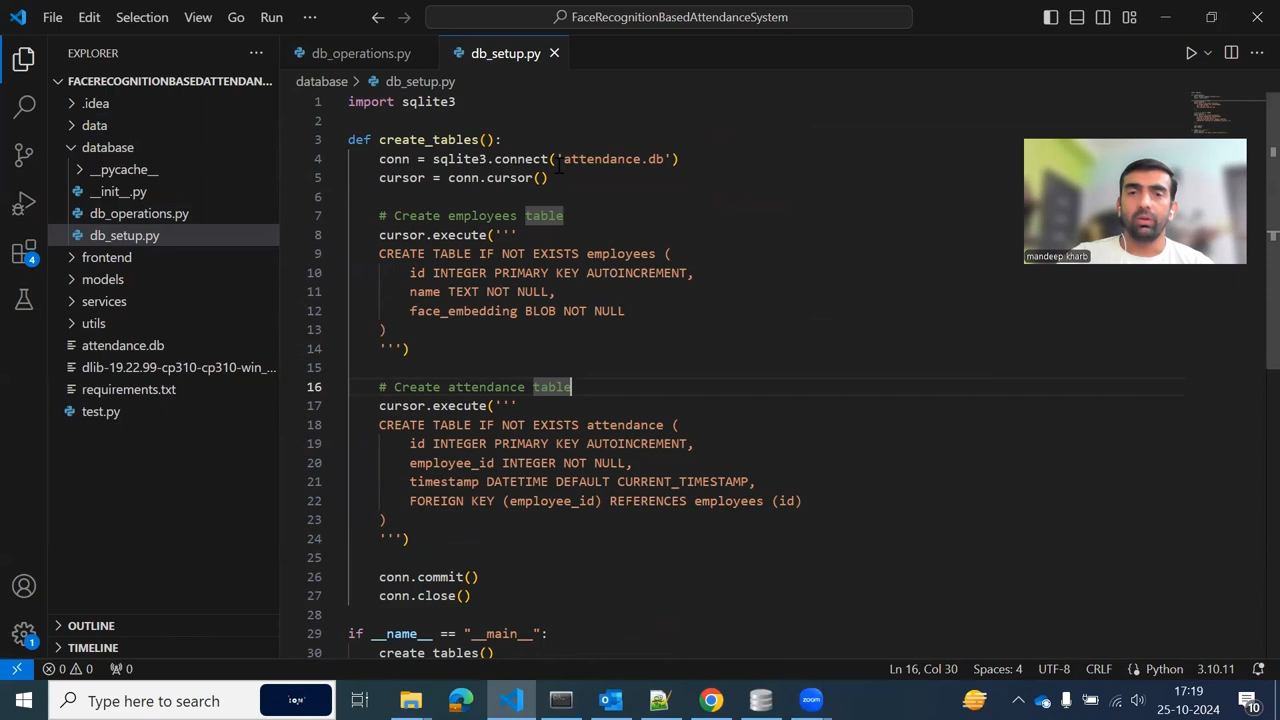 File Edit Selection View Go Run ··· FaceRecognitionBasedAttendanceSystem
EXPLORER ···
FACERECOGNITIONBASEDATTENDAN...
.idea
data
database
__pycache__
__init__.py
db_operations.py
db_setup.py
frontend
models
services
utils
attendance.db
dlib-19.22.99-cp310-cp310-win_...
requirements.txt
test.py
OUTLINE
TIMELINE
4
1
db_operations.py db_setup.py
database > db_setup.py
1 import sqlite3
2
3 def create_tables():
4 conn = sqlite3.connect('attendance.db')
5 cursor = conn.cursor()
6
7 # Create employees table
8 cursor.execute('''
9 CREATE TABLE IF NOT EXISTS employees (
10 id INTEGER PRIMARY KEY AUTOINCREMENT,
11 name TEXT NOT NULL,
12 face_embedding BLOB NOT NULL
13 )
14 ''')
15
16 # Create attendance table
17 cursor.execute('''
18 CREATE TABLE IF NOT EXISTS attendance (
19 id INTEGER PRIMARY KEY AUTOINCREMENT,
20 employee_id INTEGER NOT NULL,
21 timestamp DATETIME DEFAULT CURRENT_TIMESTAMP,
22 FOREIGN KEY (employee_id) REFERENCES employees (id)
23 )
24 ''')
25
26 conn.commit()
27 conn.close()
28
29 if __name__ == "__main__":
30 create_tables()
mandeep kharb
0 0 0 Ln 16, Col 30 Spaces: 4 UTF-8 CRLF Python 3.10.11
Type here to search
zoom
17:19
25-10-2024
10